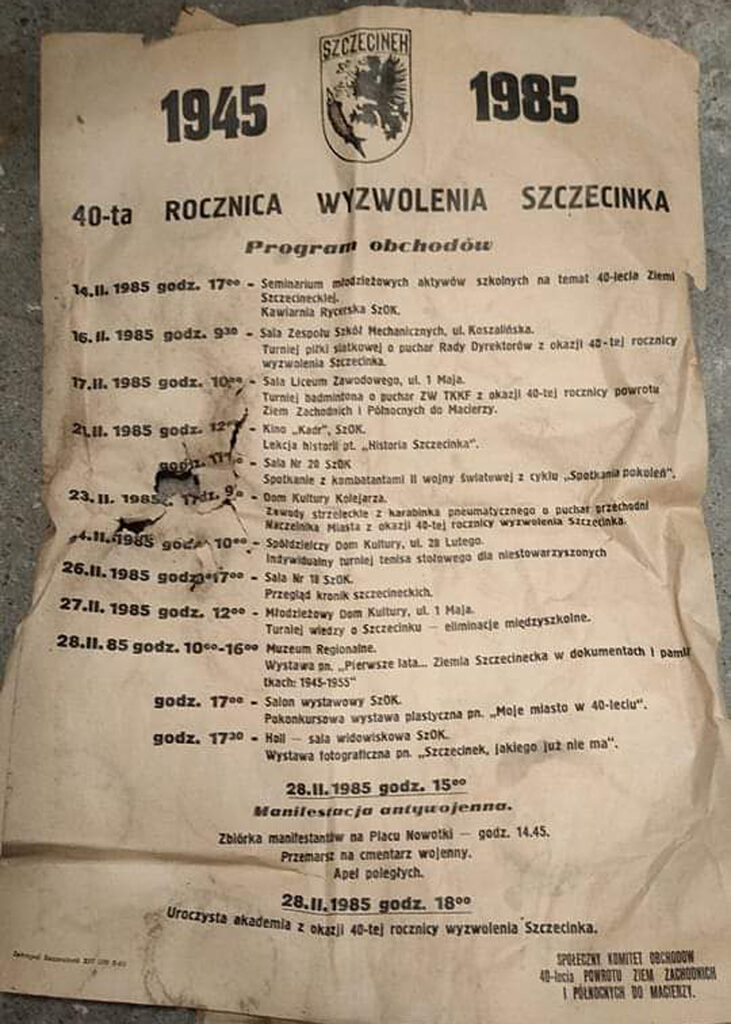 SZCZECINEK
1945 1985
40-ta ROCZNICA WYZWOLENIA SZCZECINKA
Program obchodów
14.II. 1985 godz. 17⁰⁰ - Seminarium młodzieżowych aktywów szkolnych na temat 40-lecia Ziemi
Szczecineckiej.
Kawiarnia Rycerska SzOK.
16.II. 1985 godz. 9³⁰ - Sala Zespołu Szkół Mechanicznych, ul. Koszalińska.
Turniej piłki siatkowej o puchar Rady Dyrektorów z okazji 40-tej rocznicy
wyzwolenia Szczecinka.
17.II. 1985 godz. 10⁰⁰ - Sala Liceum Zawodowego, ul. 1 Maja.
Turniej badmintona o puchar ZW TKKF z okazji 40-tej rocznicy powrotu
Ziem Zachodnich i Północnych do Macierzy.
21.II. 1985 godz. - Kino „Kadr", SzOK.
Lekcja historii pt. „Historia Szczecinka".
godz. - Sala Nr 20 SzOK
Spotkanie z kombatantami II wojny światowej z cyklu „Spotkania pokoleń".
23.II. 1985 - Dom Kultury Kolejarza.
Zawody strzeleckie z karabinka pneumatycznego o puchar przechodni
Naczelnika Miasta z okazji 40-tej rocznicy wyzwolenia Szczecinka.
4.II.1985 godz. 10⁰⁰ - Spółdzielczy Dom Kultury, ul. 28 Lutego.
Indywidualny turniej tenisa stołowego dla niestowarzyszonych
26.II.1985 godz. 17⁰⁰ - Sala Nr 18 SzOK.
Przegląd kronik szczecineckich.
27.II. 1985 godz. 12⁰⁰ - Młodzieżowy Dom Kultury, ul. 1 Maja.
Turniej wiedzy o Szczecinku — eliminacje międzyszkolne.
28.II. 85 godz. 10⁰⁰-16⁰⁰ Muzeum Regionalne.
Wystawa pn. „Pierwsze lata... Ziemia Szczecinecka w dokumentach i pamią
tkach: 1945-1955"
godz. 17⁰⁰ - Salon wystawowy SzOK.
Pokonkursowa wystawa plastyczna pn. „Moje miasto w 40-leciu".
godz. 17³⁰ - Holl — sala widowiskowa SzOK.
Wystawa fotograficzna pn. „Szczecinek, jakiego już nie ma".
28.II.1985 godz. 15⁰⁰
Manifestacja antywojenna.
Zbiórka manifestantów na Placu Nowotki — godz. 14.45.
Przemarsz na cmentarz wojenny.
Apel poległych.
28.II.1985 godz. 18⁰⁰
Uroczysta akademia z okazji 40-tej rocznicy wyzwolenia Szczecinka.
SPOŁECZNY KOMITET OBCHODÓW
40-lecia POWROTU ZIEM ZACHODNICH
I PÓŁNOCNYCH DO MACIERZY.